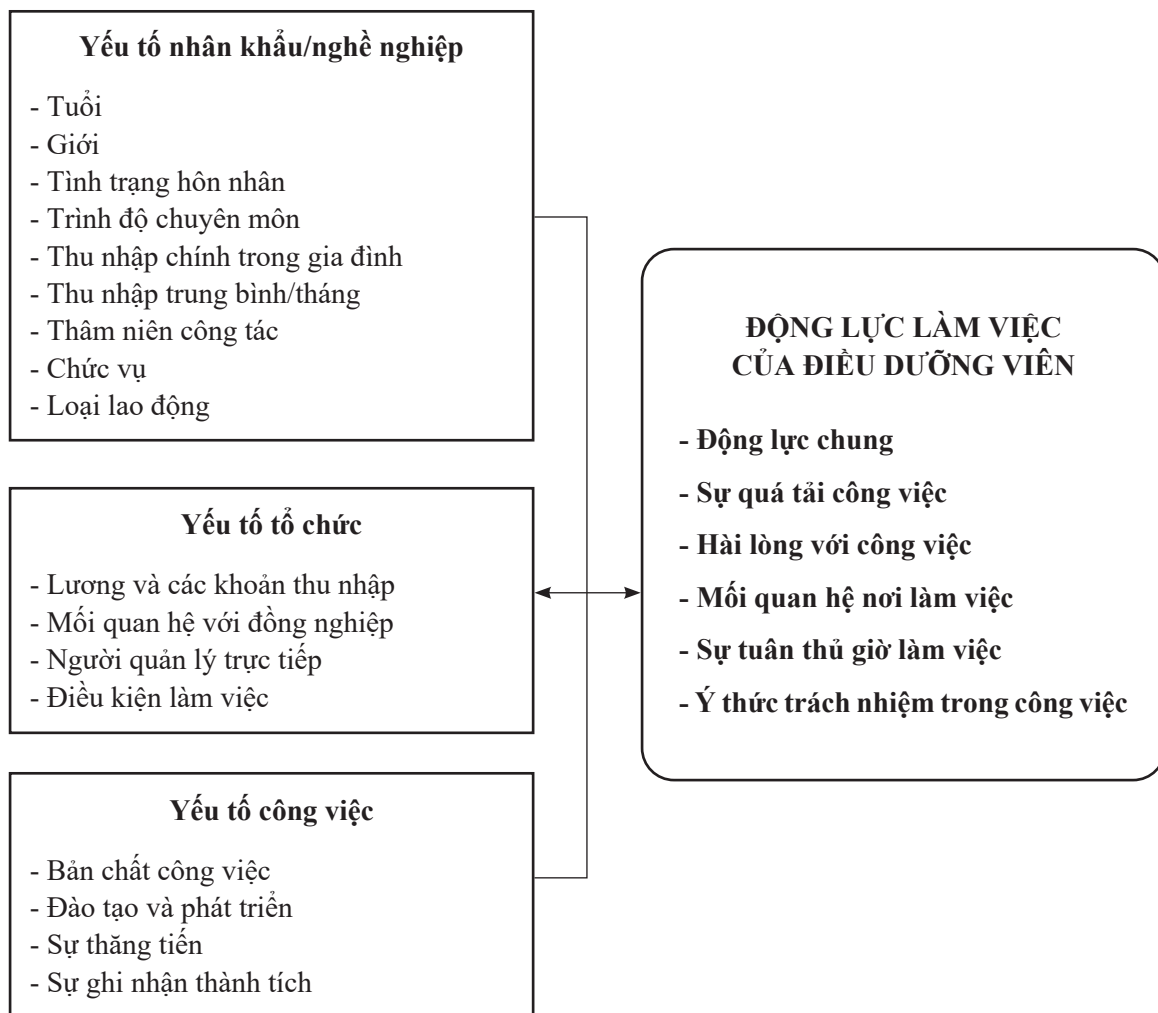 Yếu tố nhân khẩu/nghề nghiệp
- Tuổi
- Giới
- Tình trạng hôn nhân
- Trình độ chuyên môn
- Thu nhập chính trong gia đình
- Thu nhập trung bình/tháng
- Thâm niên công tác
- Chức vụ
- Loại lao động
Yếu tố tổ chức
- Lương và các khoản thu nhập
- Mối quan hệ với đồng nghiệp
- Người quản lý trực tiếp
- Điều kiện làm việc
Yếu tố công việc
- Bản chất công việc
- Đào tạo và phát triển
- Sự thăng tiến
- Sự ghi nhận thành tích
ĐỘNG LỰC LÀM VIỆC
CỦA ĐIỀU DƯỠNG VIÊN
- Động lực chung
- Sự quá tải công việc
- Hài lòng với công việc
- Mối quan hệ nơi làm việc
- Sự tuân thủ giờ làm việc
- Ý thức trách nhiệm trong công việc